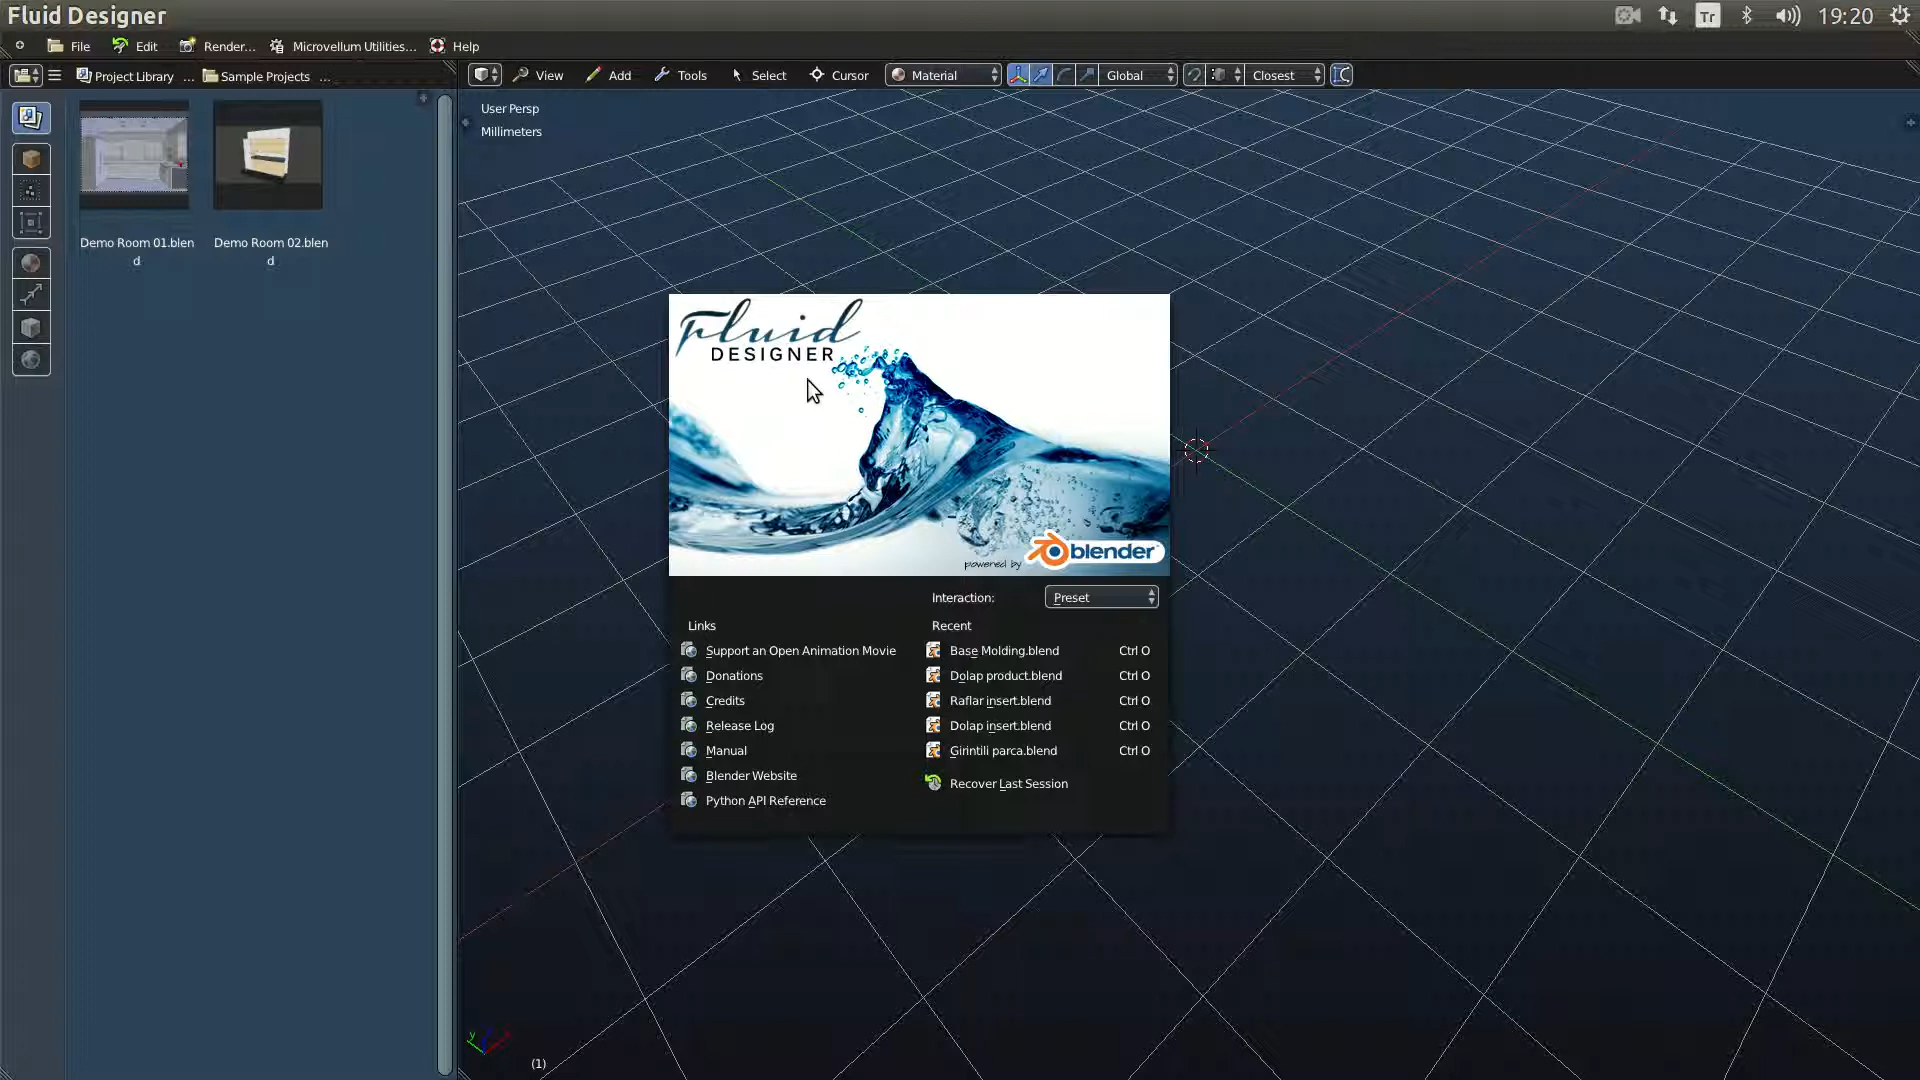 Fluid Designer
Tr
19:20
File
Edit
Render...
Microvellum Utilities...
Help
Project Library ...
Sample Projects ...
View
Add
Tools
Select
Cursor
Material
Global
Closest
User Persp
Millimeters
Demo Room 01.blen
d
Demo Room 02.blen
d
Fluid
DESIGNER
powered by
blender
Interaction:
Preset
Links
Support an Open Animation Movie
Donations
Credits
Release Log
Manual
Blender Website
Python API Reference
Recent
Base Molding.blend Ctrl O
Dolap product.blend Ctrl O
Raflar insert.blend Ctrl O
Dolap insert.blend Ctrl O
Girintili parca.blend Ctrl O
Recover Last Session
y
(1)